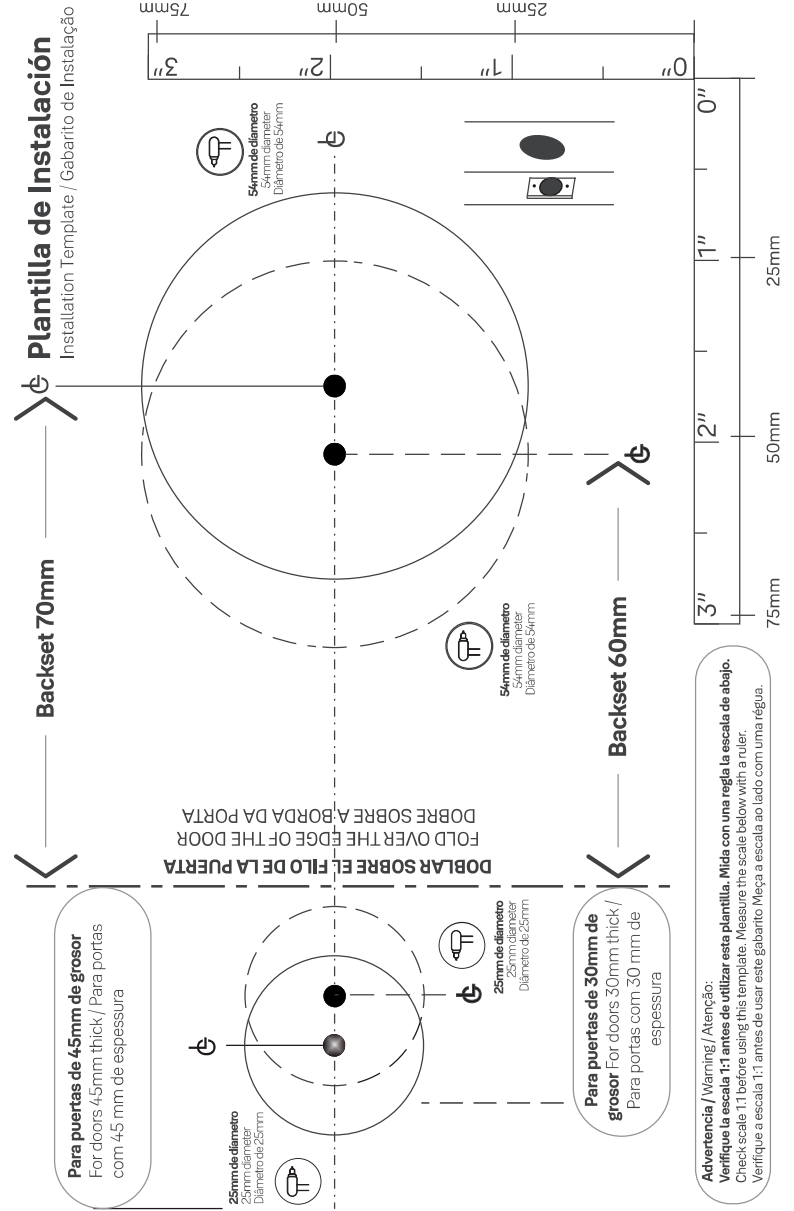 Plantilla de Instalación
Installation Template / Gabarito de Instalação
Backset 70mm
54mm de díametro
54mm diameter
Diâmetro de 54mm
75mm
50mm
25mm
3”
2”
1”
0”
0”
1”
2”
3”
25mm
50mm
75mm
54mm de díametro
54mm diameter
Diâmetro de 54mm
Backset 60mm
DOBLAR SOBRE EL FILO DE LA PUERTA
FOLD OVER THE EDGE OF THE DOOR
DOBRE SOBRE A BORDA DA PORTA
Para puertas de 45mm de grosor
For doors 45mm thick / Para portas
com 45 mm de espessura
25mm de díametro
25mm diameter
Diâmetro de 25mm
25mm de díametro
25mm diameter
Diâmetro de 25mm
Para puertas de 30mm de
grosor For doors 30mm thick /
Para portas com 30 mm de
espessura
Advertencia / Warning / Atenção:
Verifique la escala 1:1 antes de utilizar esta plantilla. Mida con una regla la escala de abajo.
Check scale 1.1 before using this template. Measure the scale below with a ruler.
Verifique a escala 1:1 antes de usar este gabarito Meça a escala ao lado com uma régua.